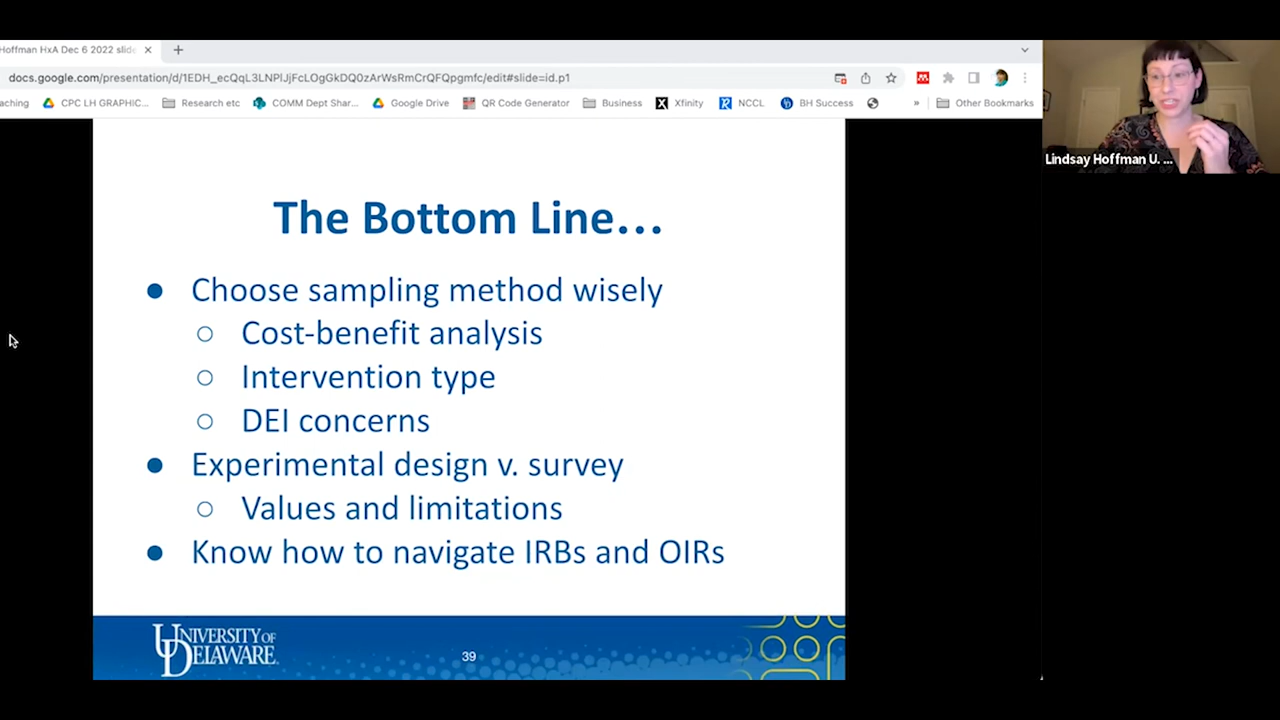 Hoffman HxA Dec 6 2022 slide
docs.google.com/presentation/d/1EDH_ecQqL3LNPIJjFcLOgGkDQ0zArWsRmCrQFQpgmfc/edit#slide=id.p1
aching CPC LH GRAPHIC... Research etc COMM Dept Shar... Google Drive QR Code Generator Business Xfinity NCCL BH Success » Other Bookmarks
Lindsay Hoffman U. ...
The Bottom Line...
● Choose sampling method wisely
○ Cost-benefit analysis
○ Intervention type
○ DEI concerns
● Experimental design v. survey
○ Values and limitations
● Know how to navigate IRBs and OIRs
UNIVERSITY OF
DELAWARE
39